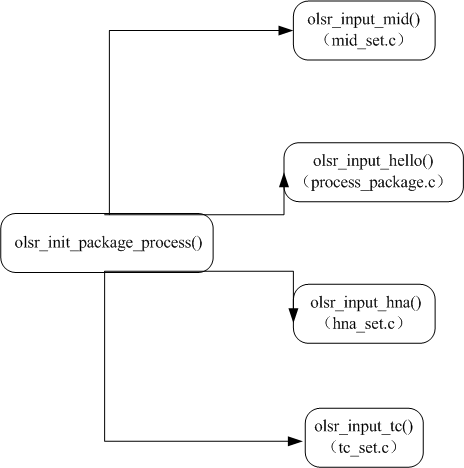 olsr_input_mid()
（mid_set.c）
olsr_input_hello()
（process_package.c）
olsr_init_package_process()
olsr_input_hna()
（hna_set.c）
olsr_input_tc()
（tc_set.c）